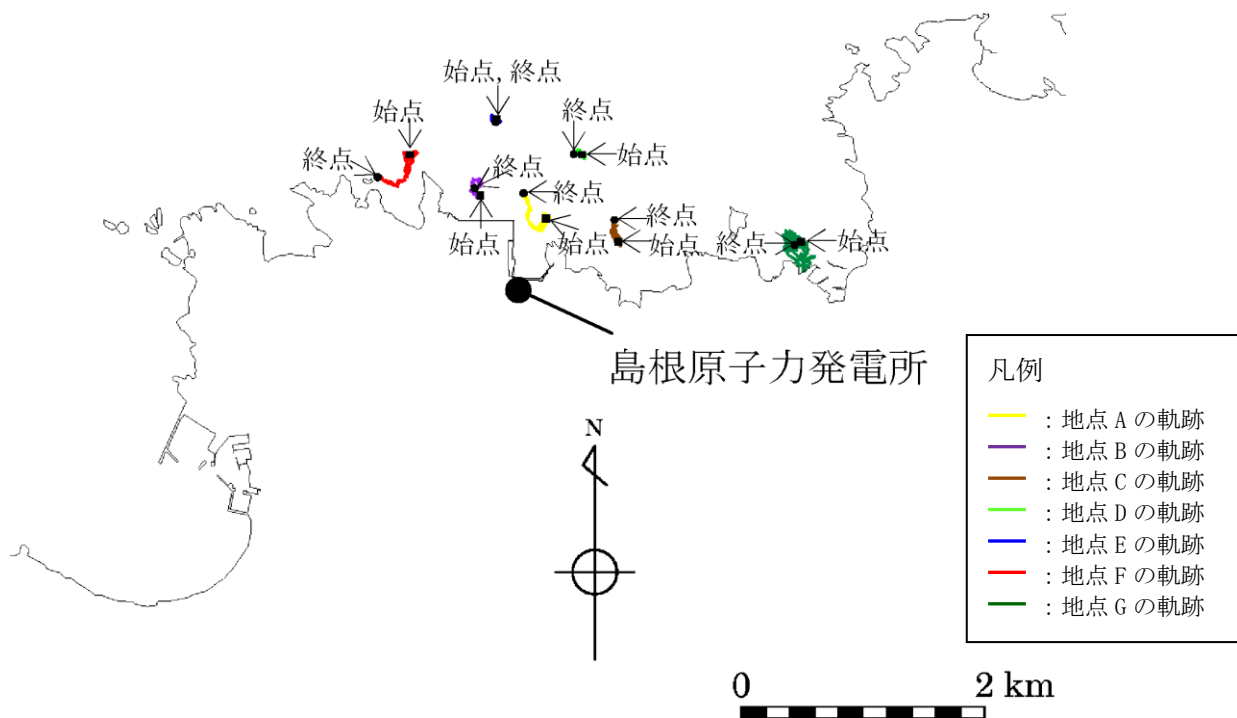 始点, 終点
始点
終点
始点
終点
終点
始点
終点
始点
終点
始点
終点
始点
島根原子力発電所
凡例
：地点 A の軌跡
：地点 B の軌跡
：地点 C の軌跡
：地点 D の軌跡
：地点 E の軌跡
：地点 F の軌跡
：地点 G の軌跡
N
0 2 km